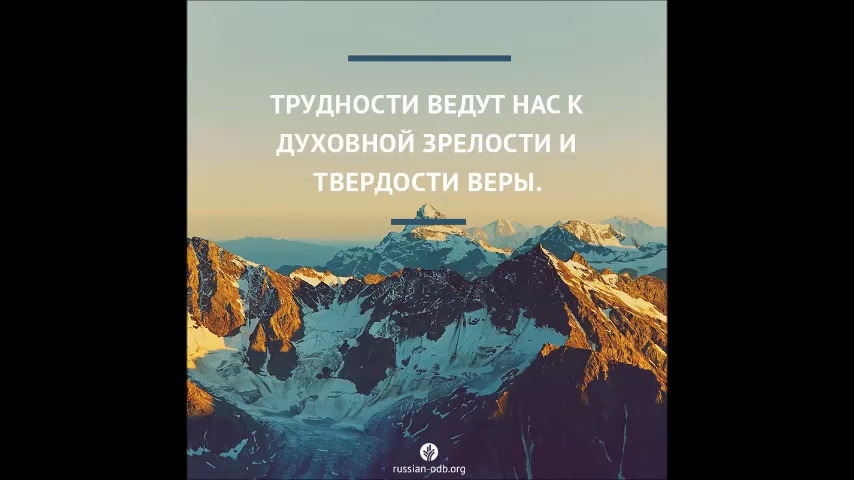 ТРУДНОСТИ ВЕДУТ НАС К
ДУХОВНОЙ ЗРЕЛОСТИ И
ТВЕРДОСТИ ВЕРЫ.
russian-odb.org